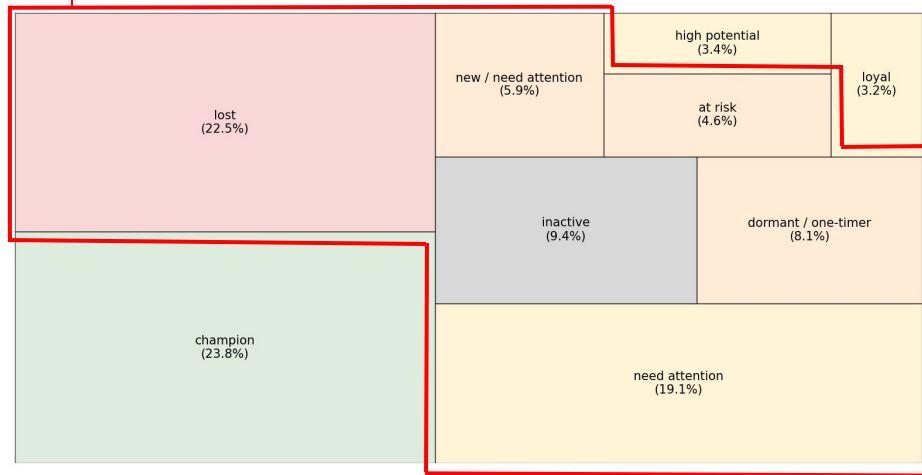 high potential
(3.4%)
new / need attention
(5.9%)
loyal
(3.2%)
at risk
(4.6%)
lost
(22.5%)
inactive
(9.4%)
dormant / one-timer
(8.1%)
champion
(23.8%)
need attention
(19.1%)